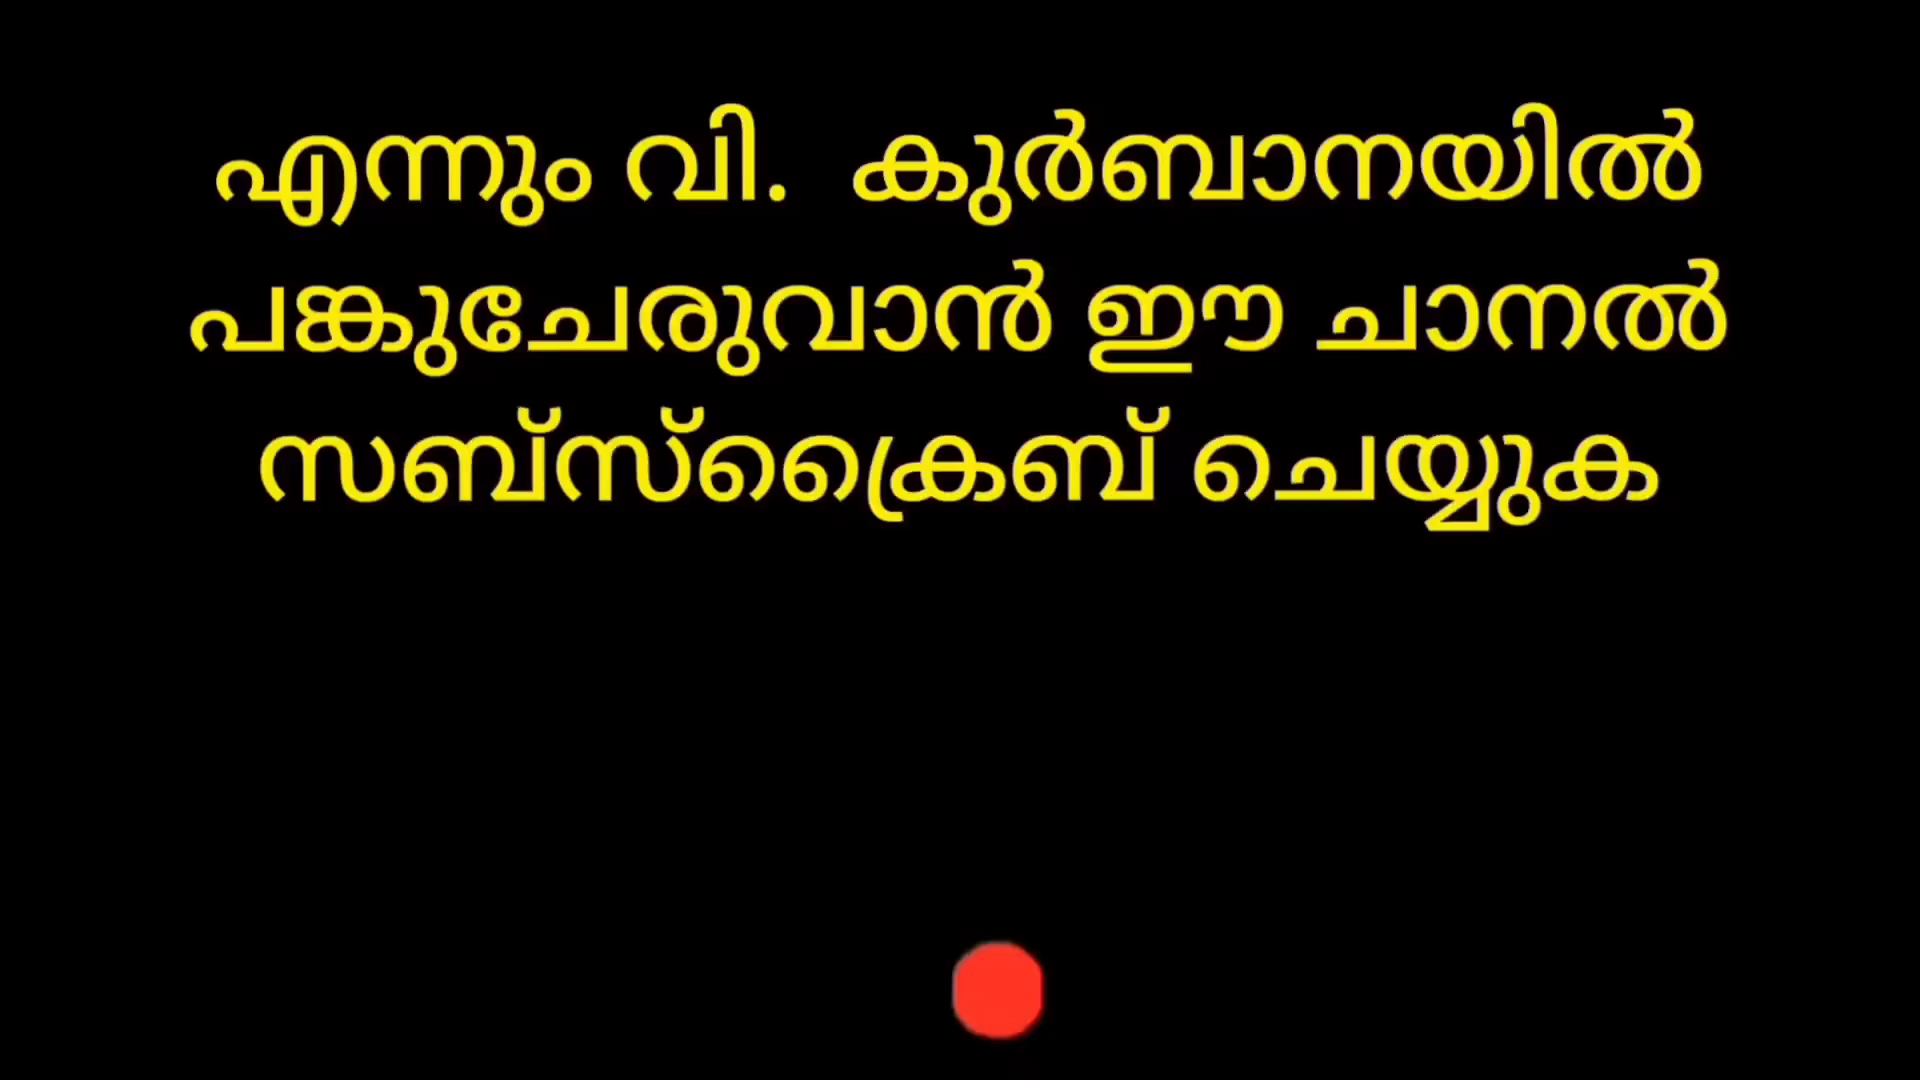 എന്നും വി. കുർബാനയിൽ
പങ്കുചേരുവാൻ ഈ ചാനൽ
സബ്സ്ക്രൈബ് ചെയ്യുക